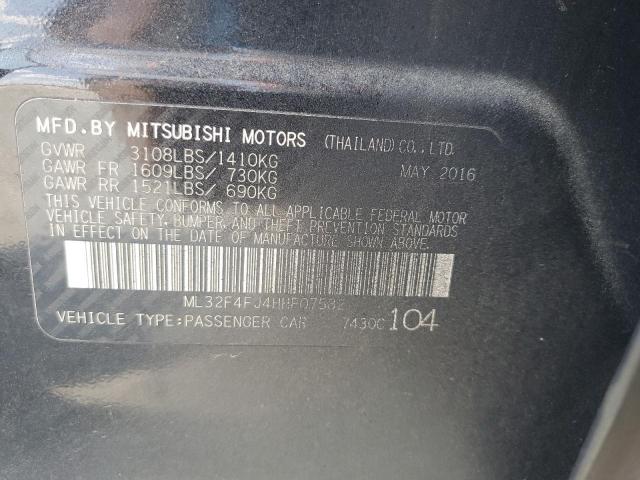 MFD.BY MITSUBISHI MOTORS (THAILAND) CO., LTD.
GVWR 3108LBS/1410KG MAY 2016
GAWR FR 1609LBS/ 730KG
GAWR RR 1521LBS/ 690KG
THIS VEHICLE CONFORMS TO ALL APPLICABLE FEDERAL MOTOR
VEHICLE SAFETY, BUMPER, AND THEFT PREVENTION STANDARDS
IN EFFECT ON THE DATE OF MANUFACTURE SHOWN ABOVE.
VEHICLE TYPE:PASSENGER CAR 7430C 104